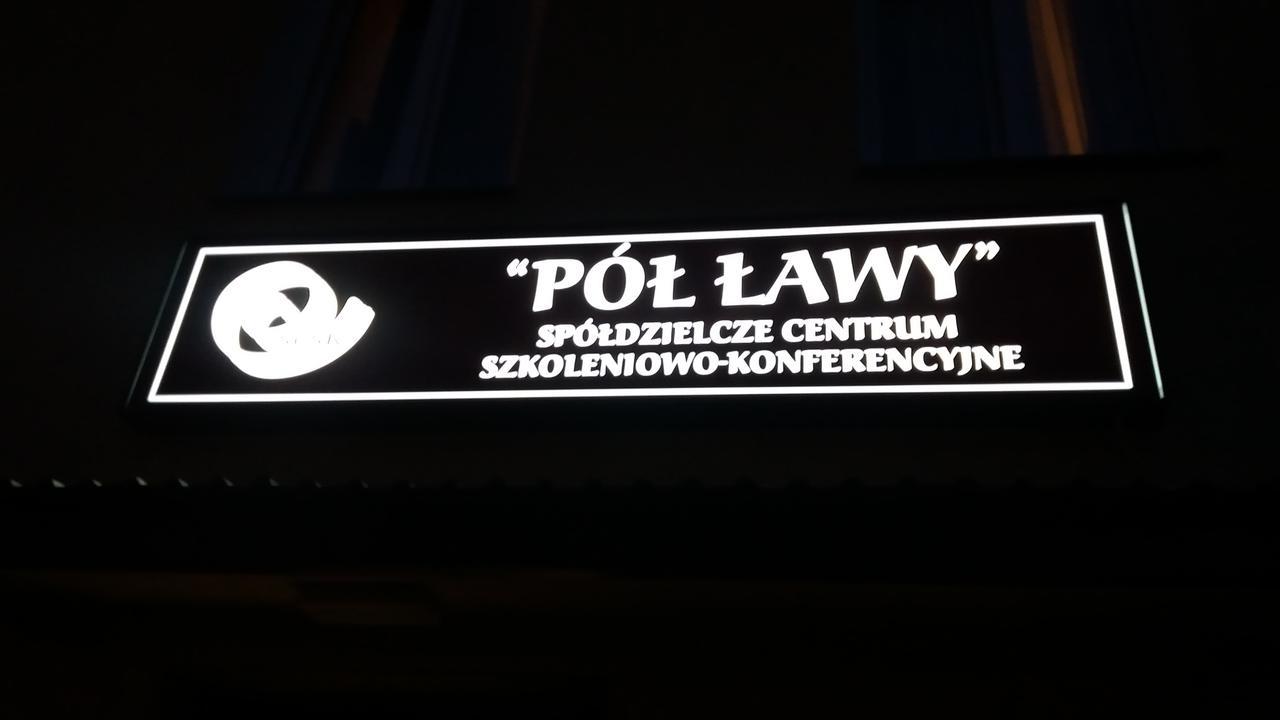 “PÓŁ ŁAWY”
SPÓŁDZIELCZE CENTRUM
SZKOLENIOWO-KONFERENCYJNE